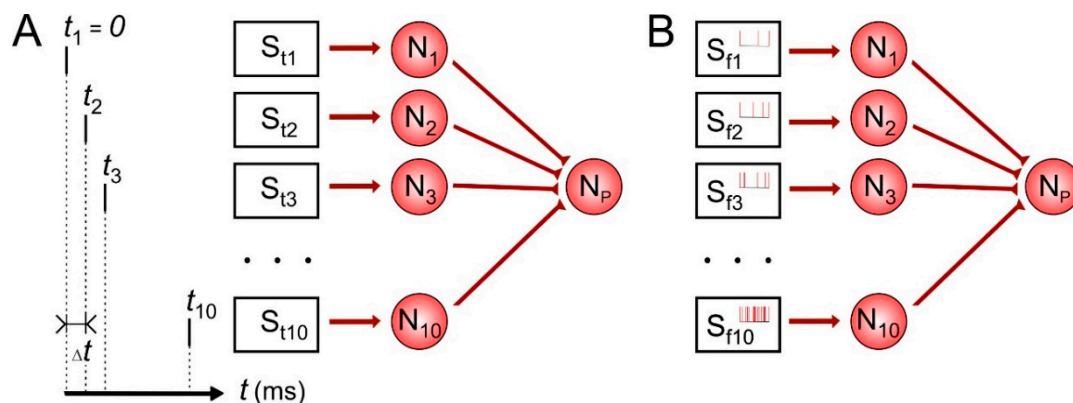 A
t1 = 0
t2
t3
t10
Δt
t (ms)
St1
N1
St2
N2
St3
N3
NP
. . .
St10
N10
B
Sf1
N1
Sf2
N2
Sf3
N3
NP
. . .
Sf10
N10